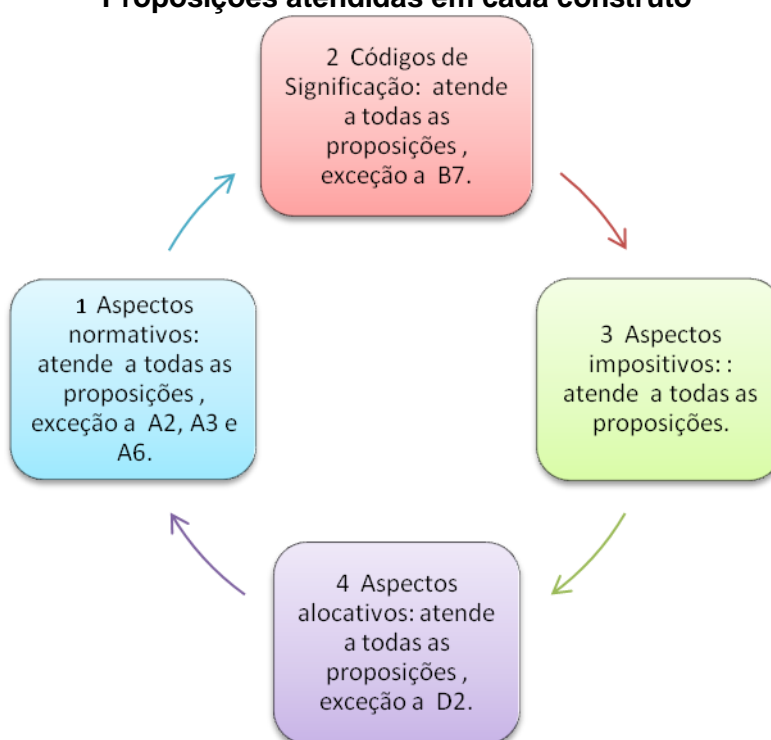 Proposições atendidas em cada construto
2 Códigos de
Significação: atende
a todas as
proposições ,
exceção a B7.
1 Aspectos
normativos:
atende a todas as
proposições ,
exceção a A2, A3 e
A6.
3 Aspectos
impositivos: :
atende a todas as
proposições.
4 Aspectos
alocativos: atende
a todas as
proposições ,
exceção a D2.